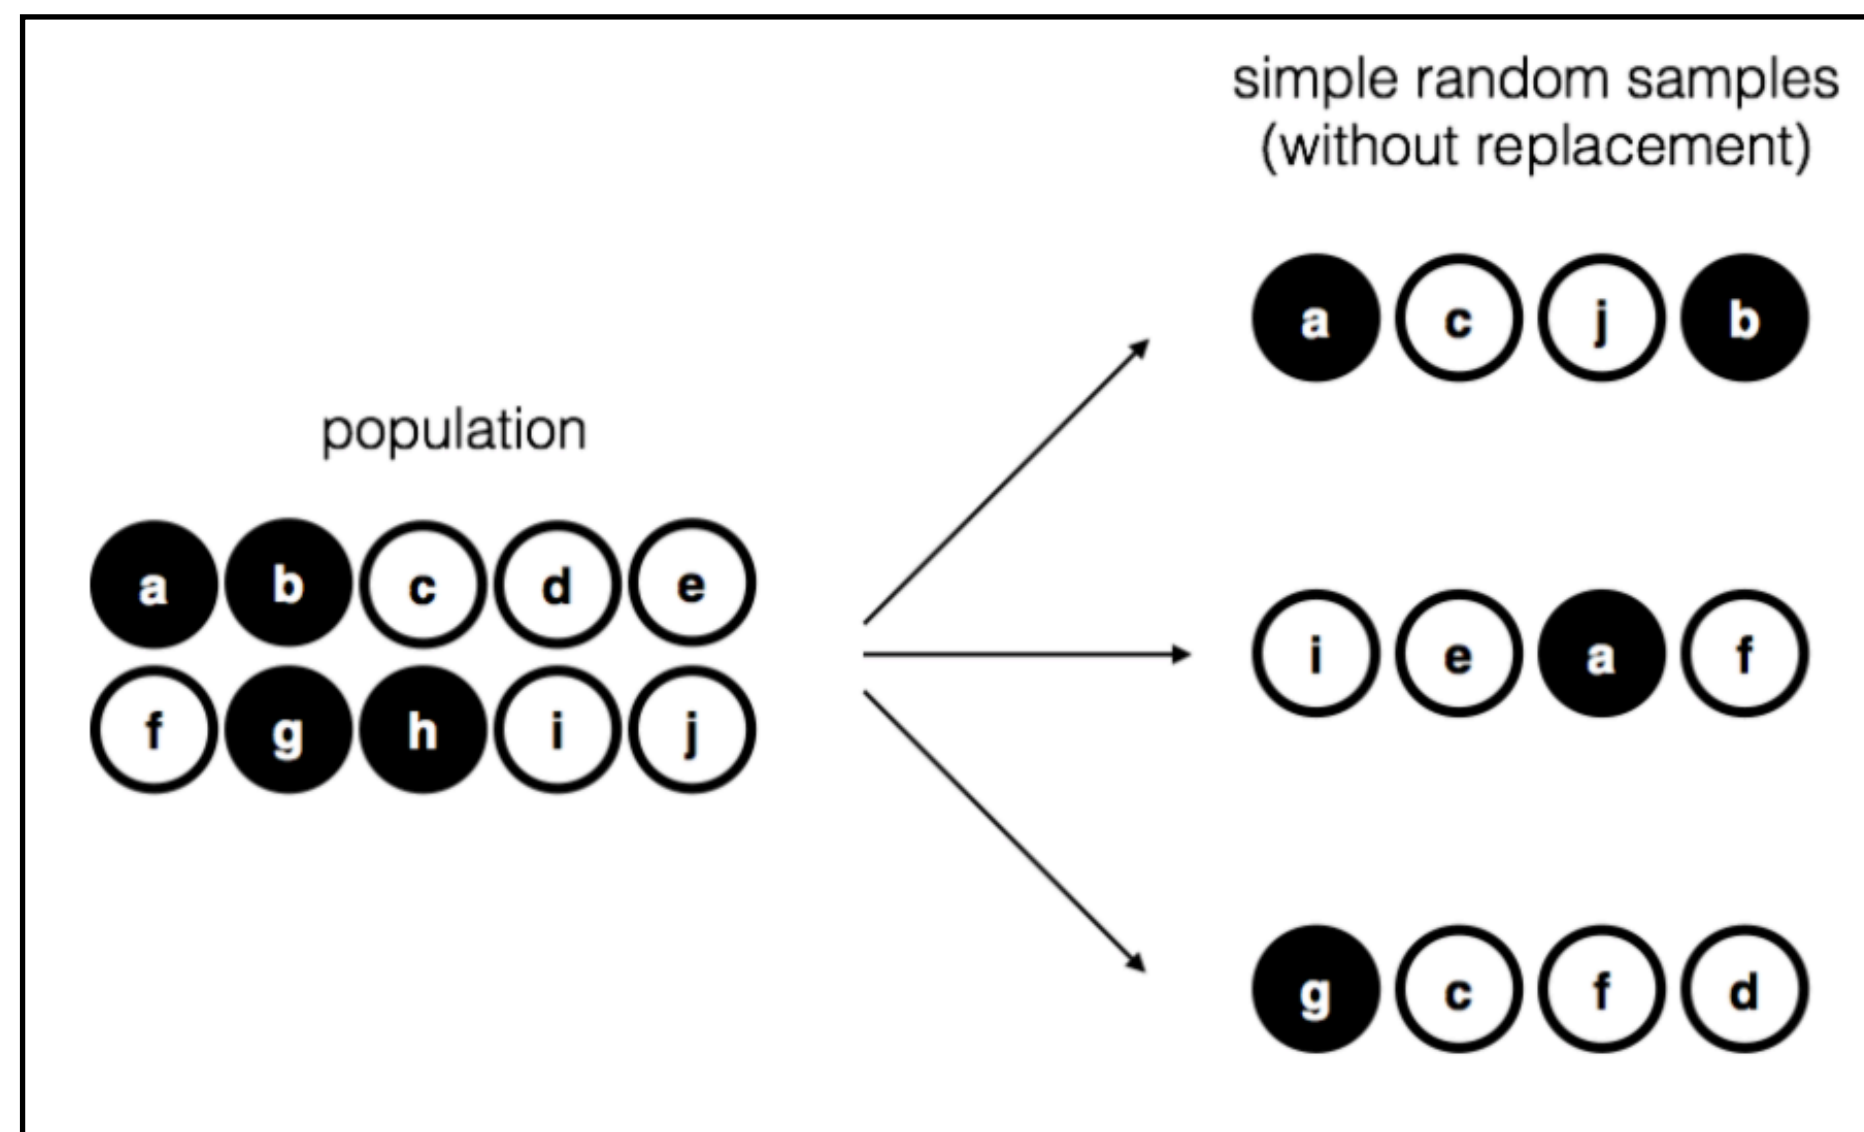 simple random samples
(without replacement)
a c j b
population
a b c d e
i e a f
f g h i j
g c f d